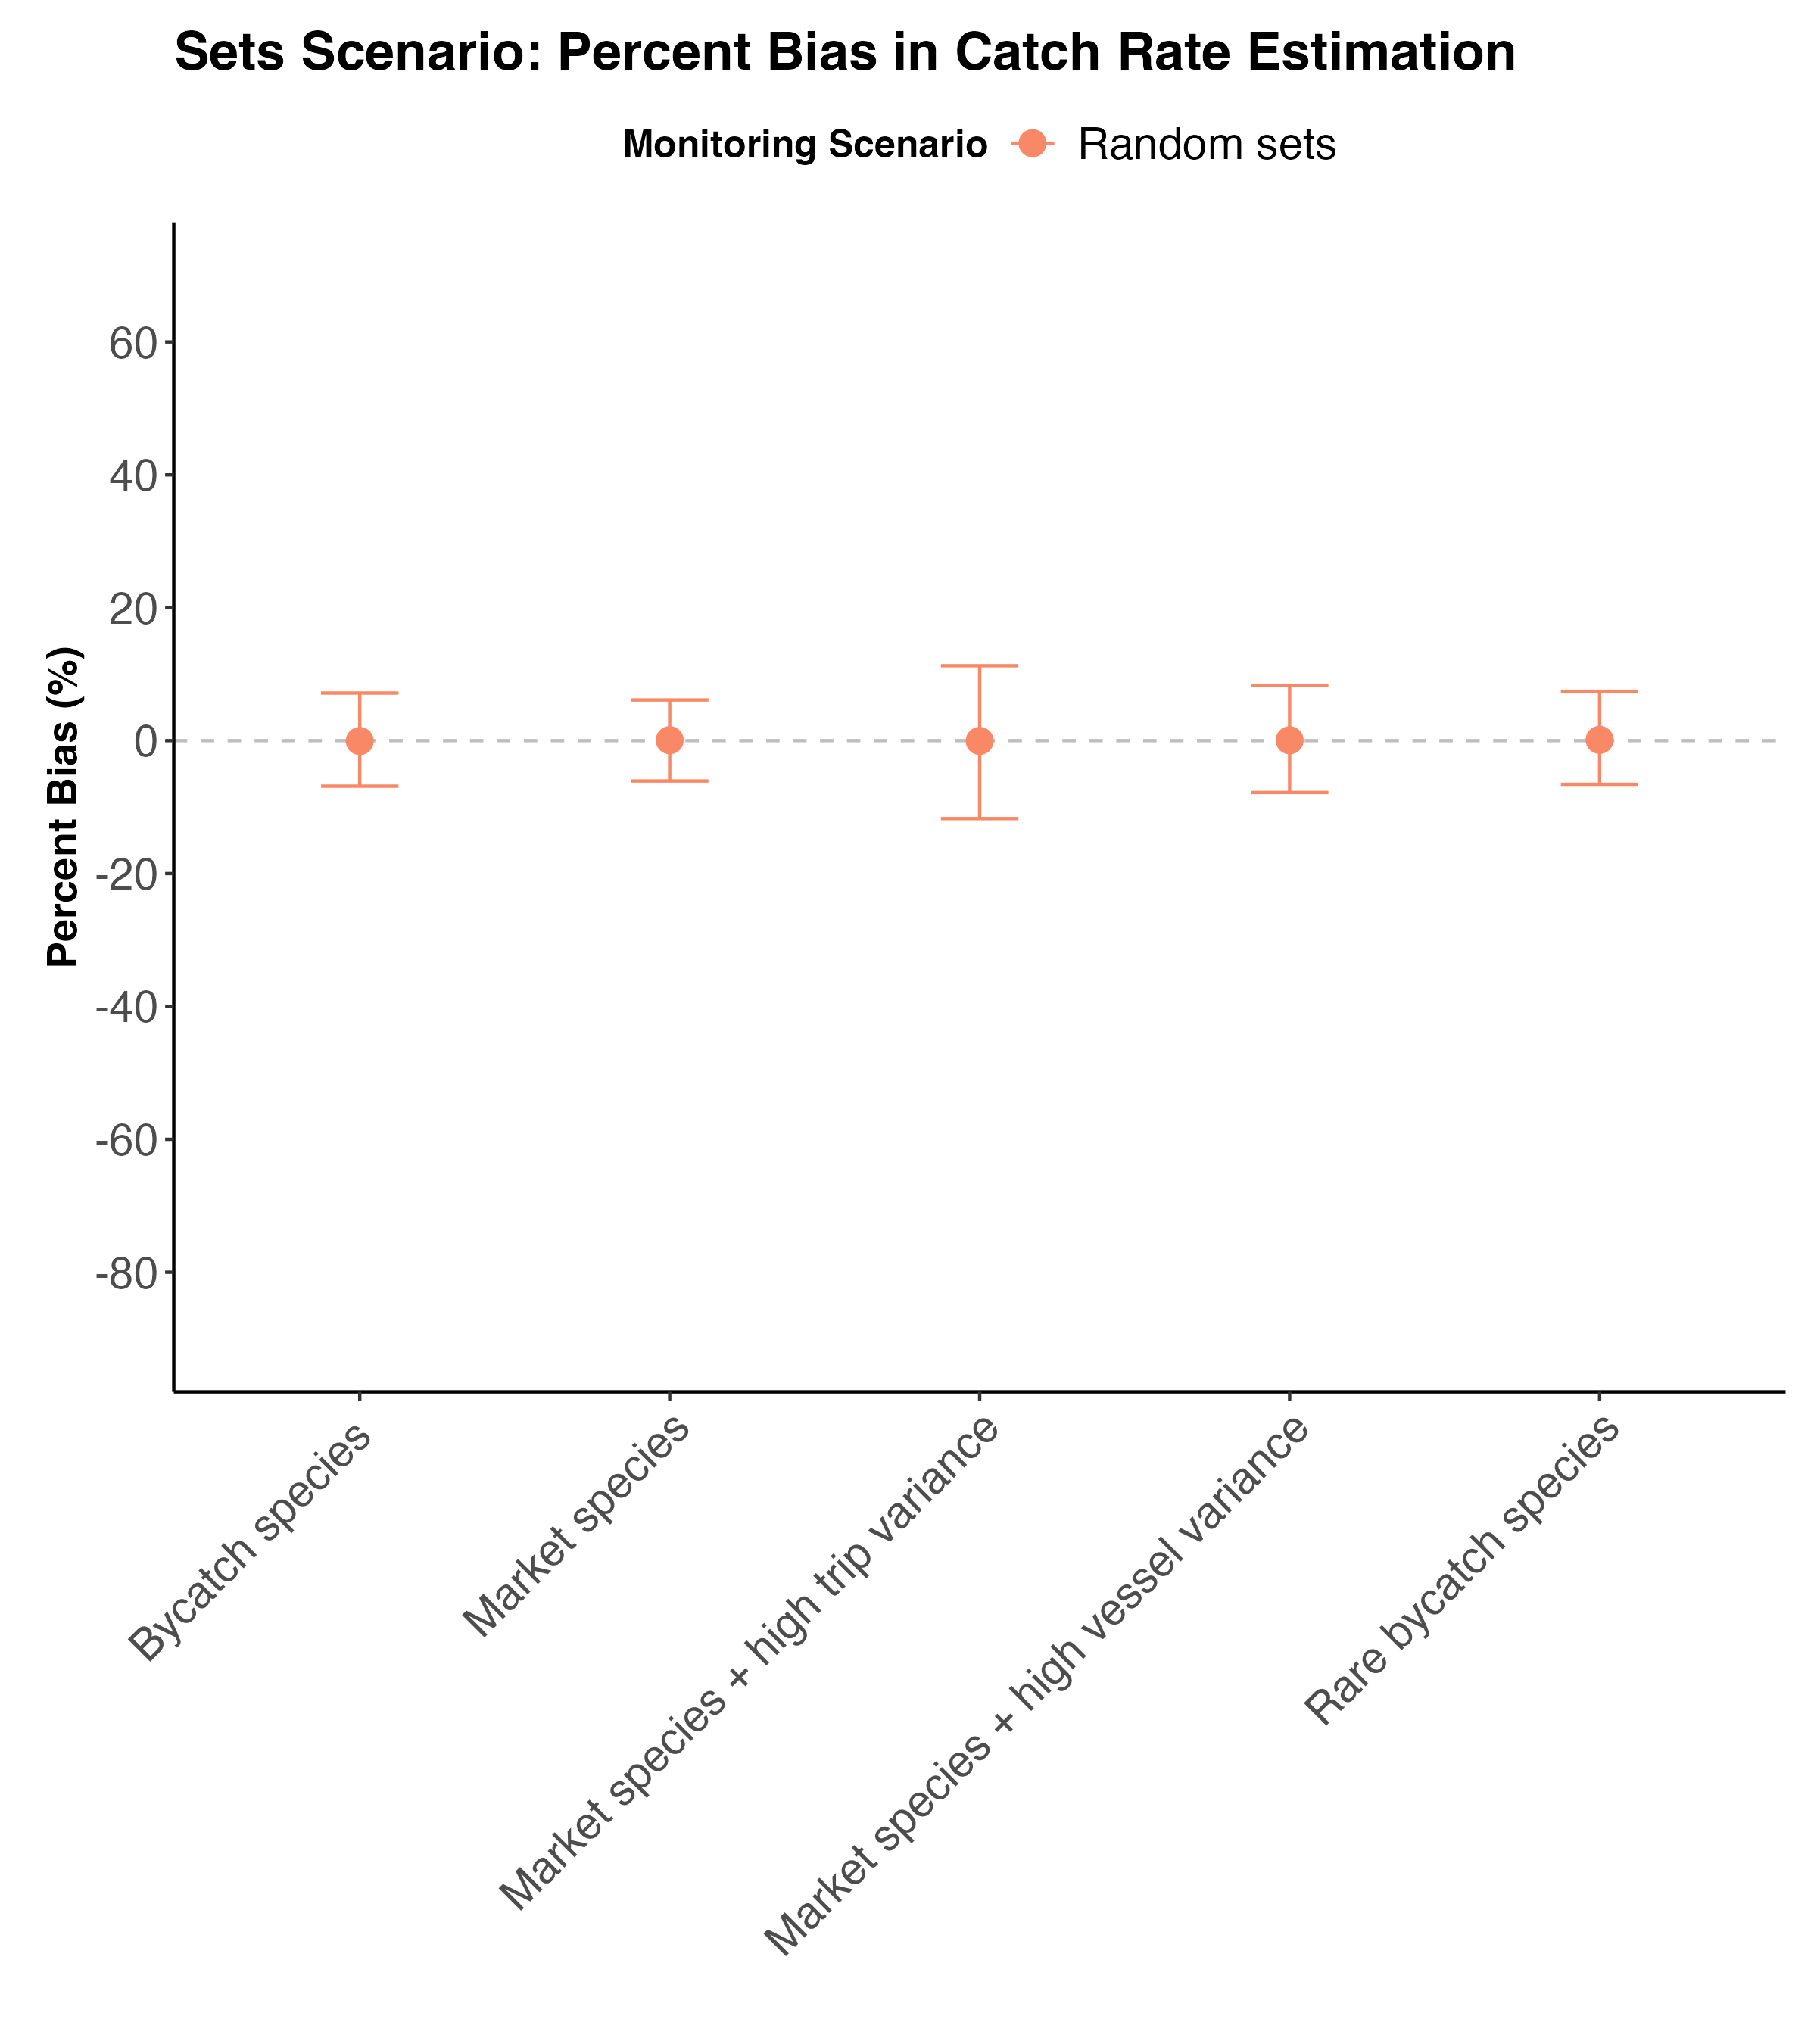 Sets Scenario: Percent Bias in Catch Rate Estimation
Monitoring Scenario Random sets
Percent Bias (%)
60
40
20
0
-20
-40
-60
-80
Bycatch species
Market species
Market species + high trip variance
Market species + high vessel variance
Rare bycatch species